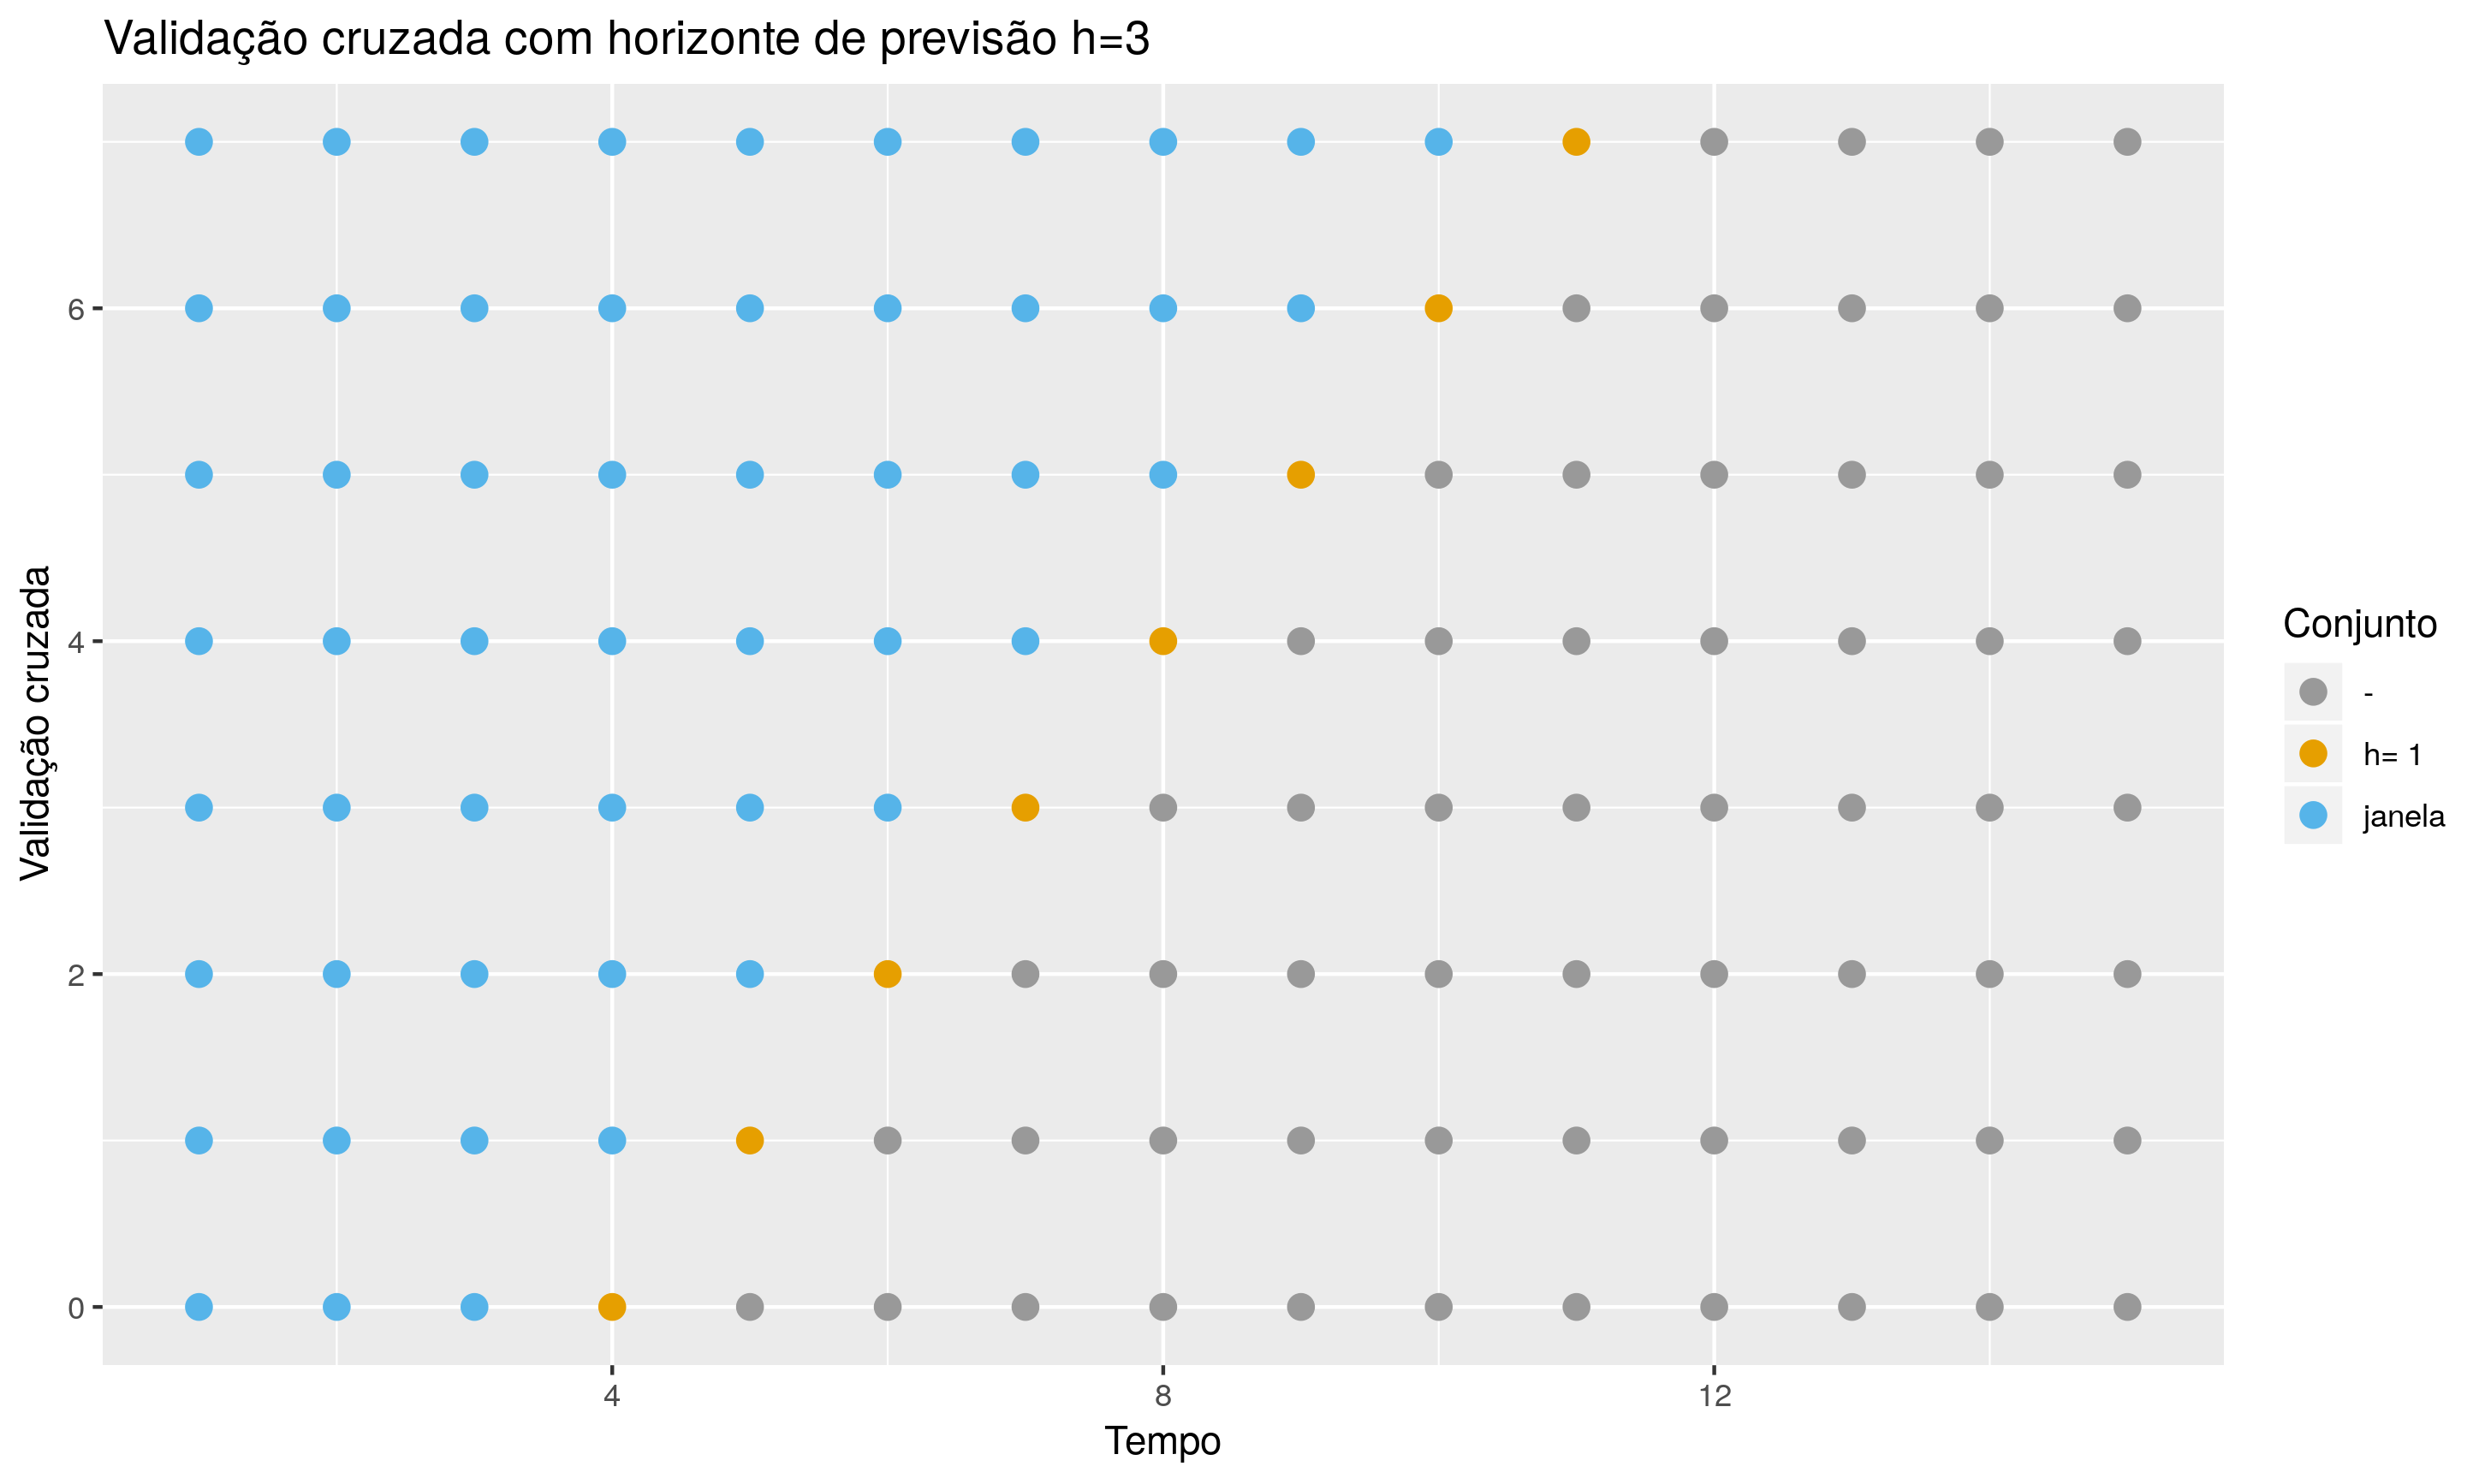 Validação cruzada com horizonte de previsão h=3
Validação cruzada
6
4
2
0
4
8
12
Tempo
Conjunto
-
h= 1
janela